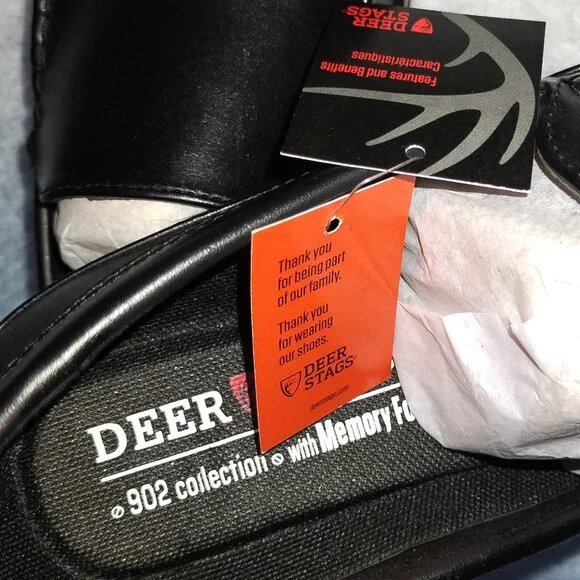 DEER
STAGS
Features and Benefits
Caractéristiques
Thank you
for being part
of our family.
Thank you
for wearing
our shoes.
DEER
STAGS
deerstags.com
DEER
902 collection with Memory Fo